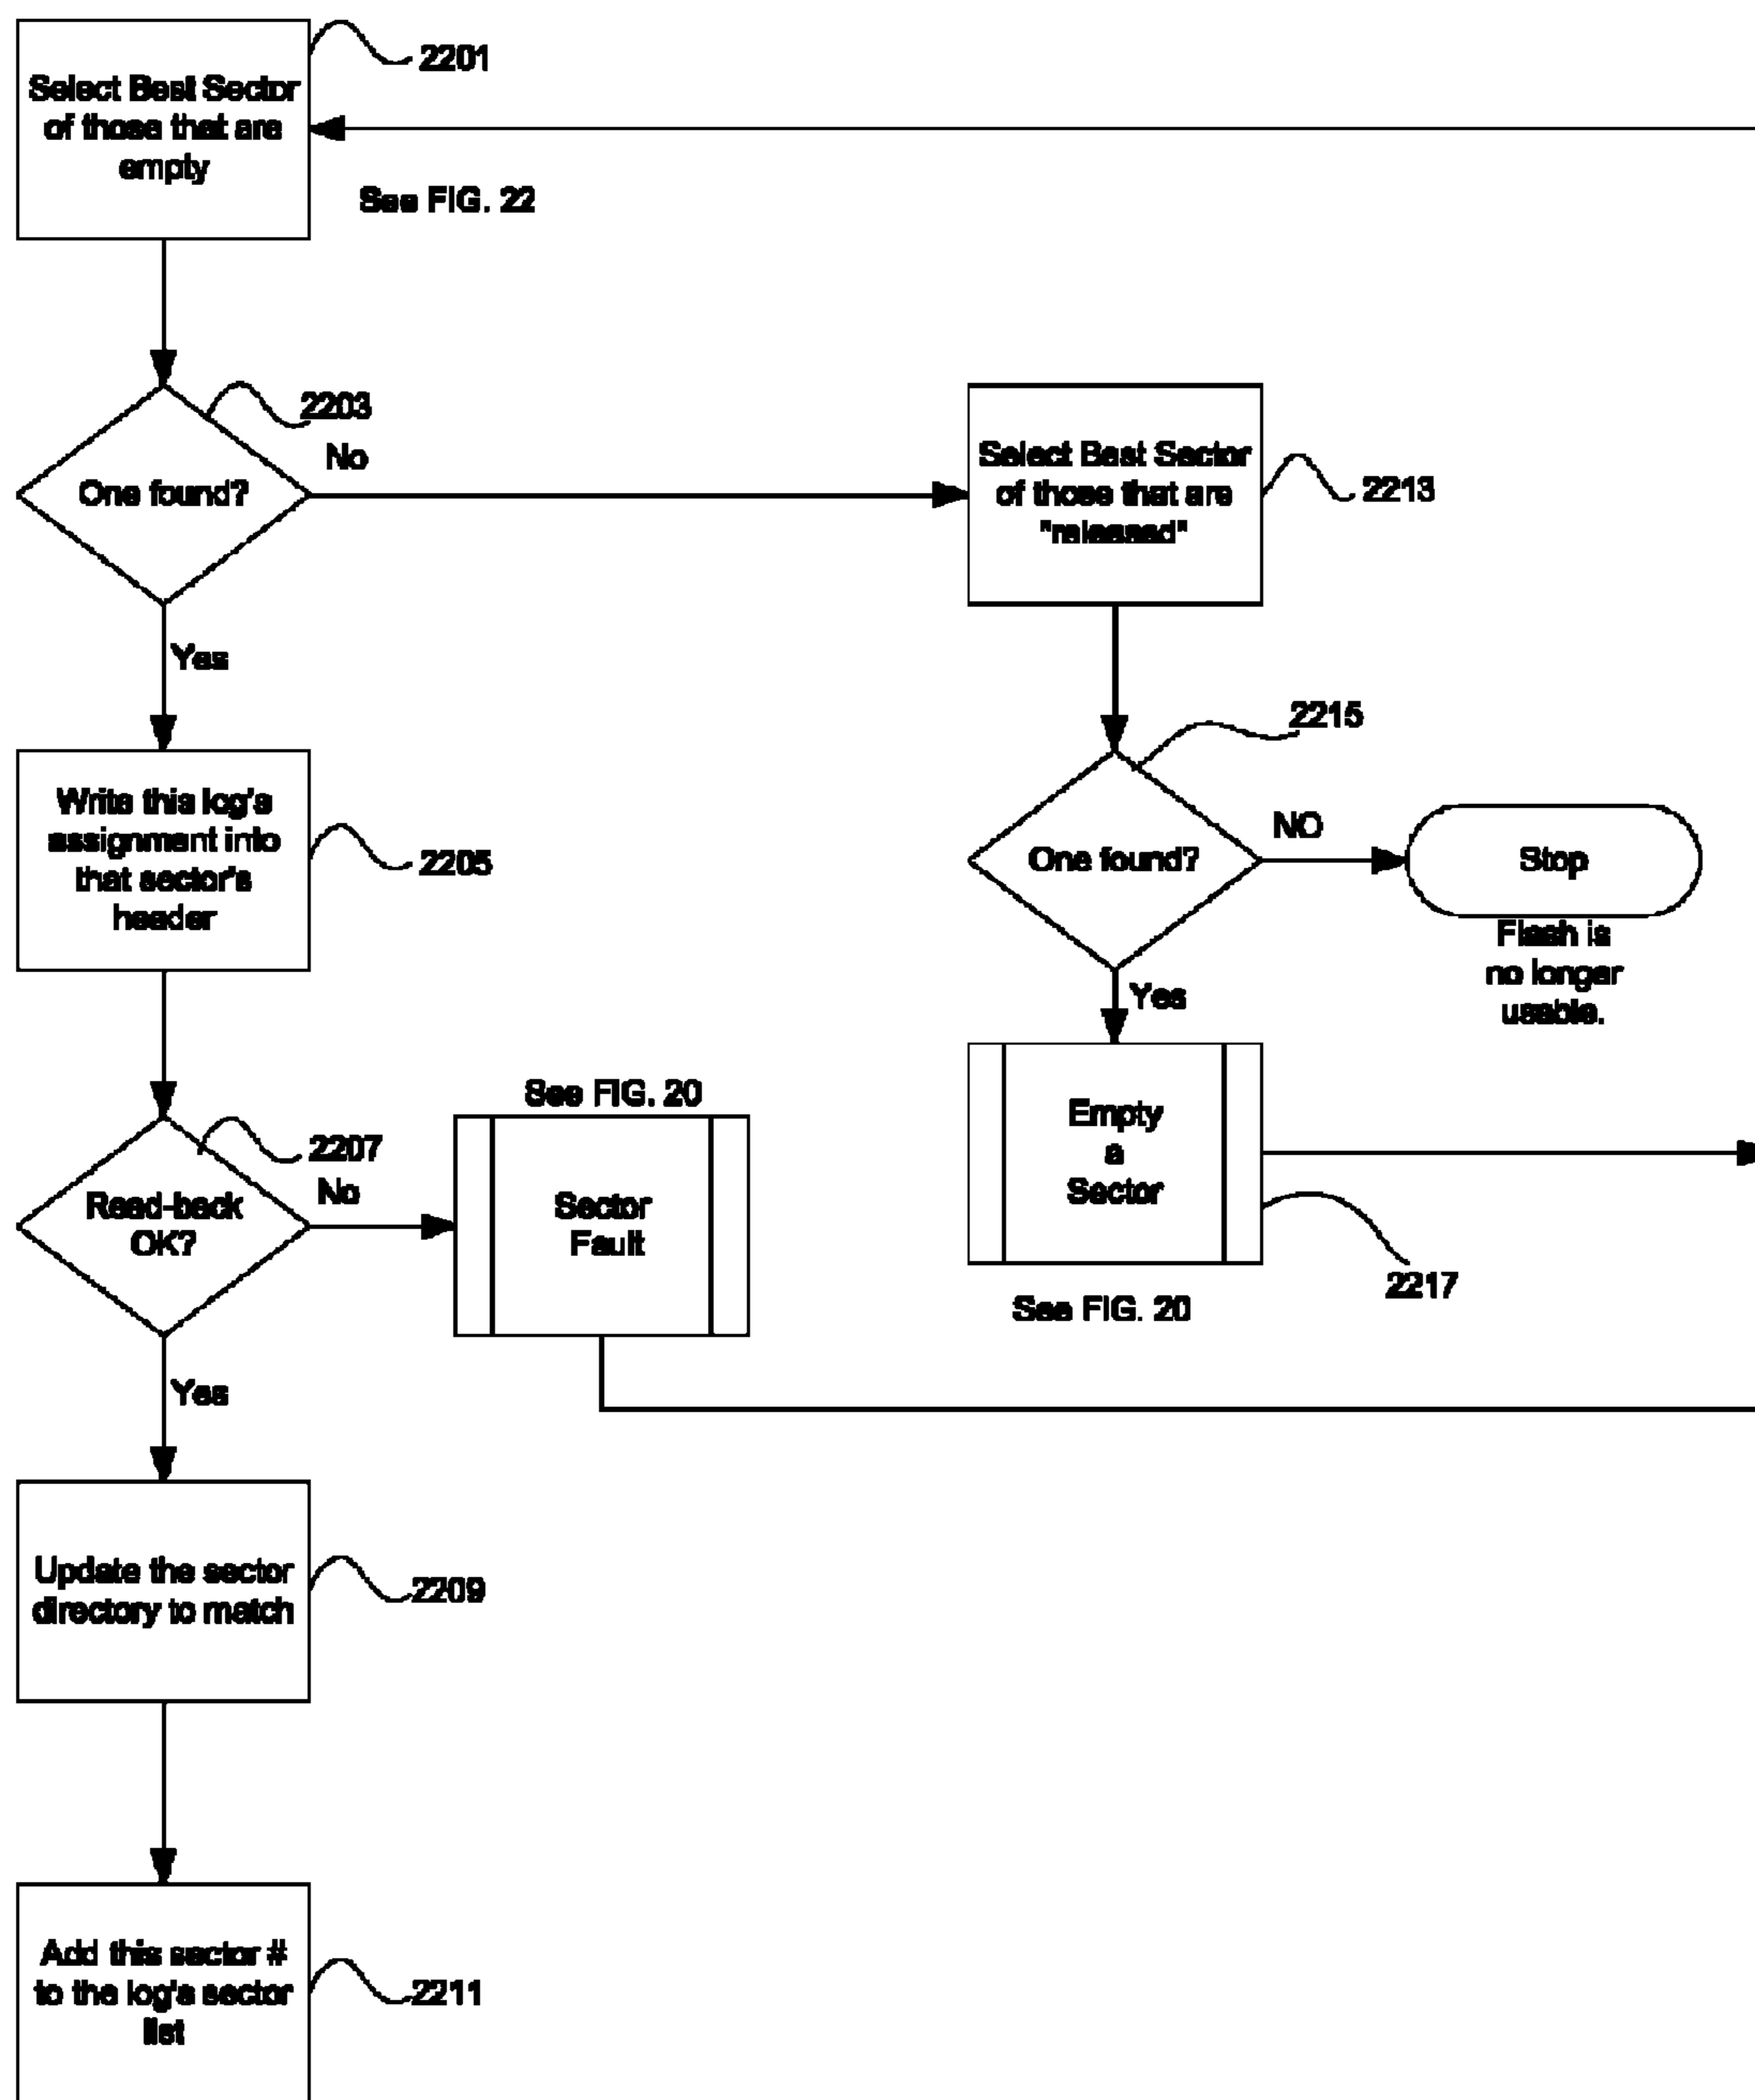 2201
Select Best Sector
of those that are
empty
See FIG. 22
2203
No
One found?
Yes
Select Best Sector
of those that are
"released"
2213
2215
Write this log's
assignment into
that sector's
header
2205
One found?
NO
Stop
Flash is
no longer
usable.
Yes
See FIG. 20
Empty
a
Sector
2217
See FIG. 20
2207
No
Read-back
OK?
Sector
Fault
Yes
Update the sector
directory to match
2209
Add this sector #
to the log's sector
list
2211